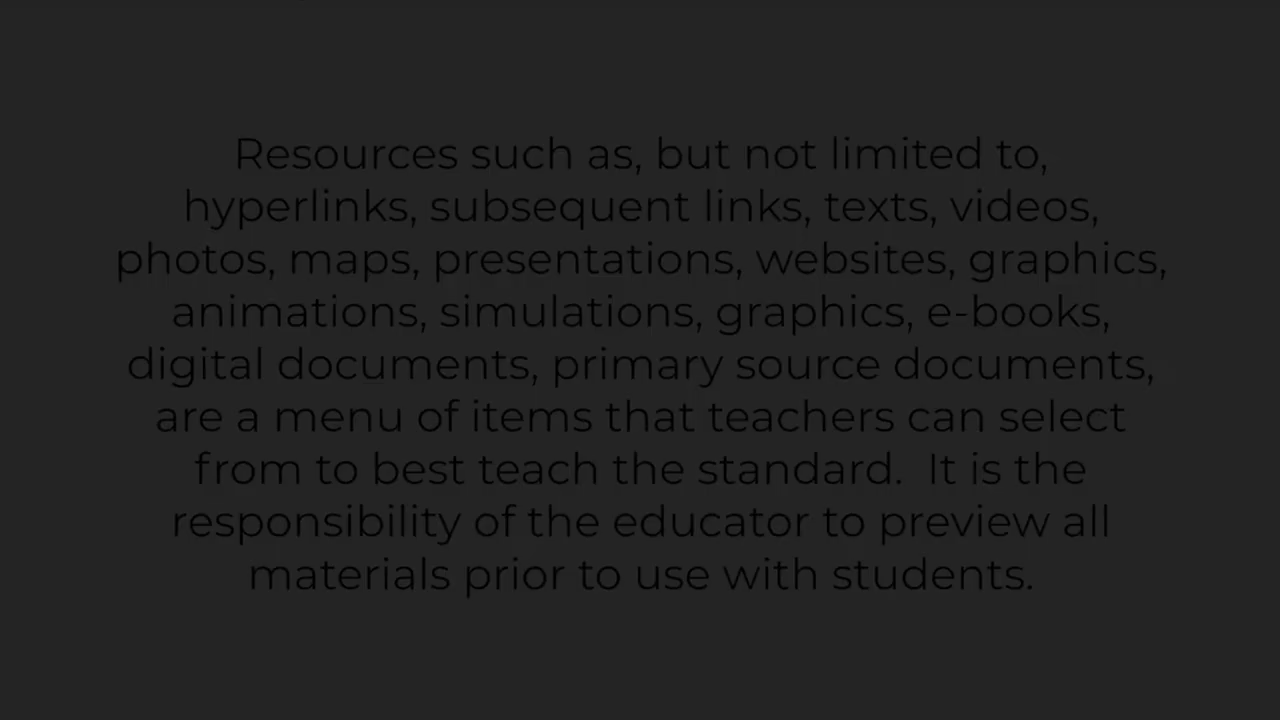 Resources such as, but not limited to,
hyperlinks, subsequent links, texts, videos,
photos, maps, presentations, websites, graphics,
animations, simulations, graphics, e-books,
digital documents, primary source documents,
are a menu of items that teachers can select
from to best teach the standard.  It is the
responsibility of the educator to preview all
materials prior to use with students.